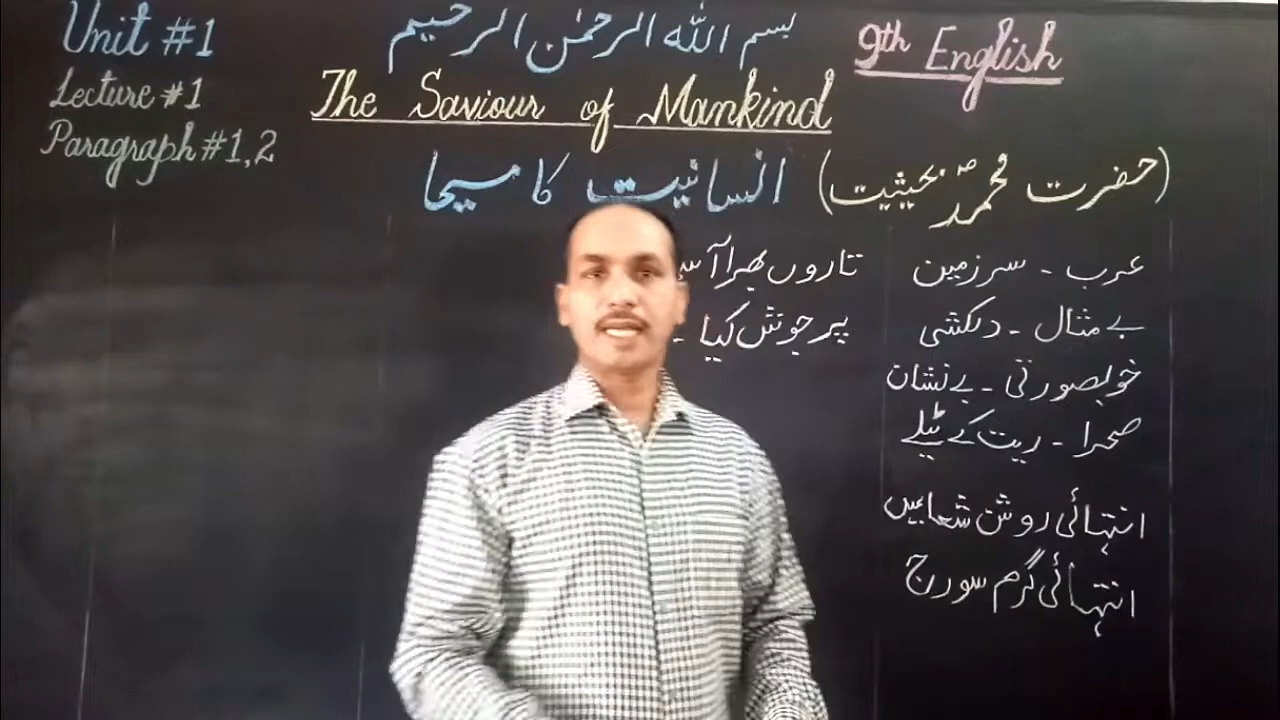 Unit #1
Lecture #1
Paragraph #1,2
بسم اللہ الرحمٰن الرحیم
9th English
The Saviour of Mankind
(حضرت محمدؐ بحیثیت) انسانیت کا مسیحا
عرب - سرزمین
بے مثال - دلکشی
خوبصورتی - بے نشان
صحرا - ریت کے ٹیلے
انتہائی روشن شعاعیں
انتہائی گرم سورج
تاروں بھرا
پرجوش کیا -